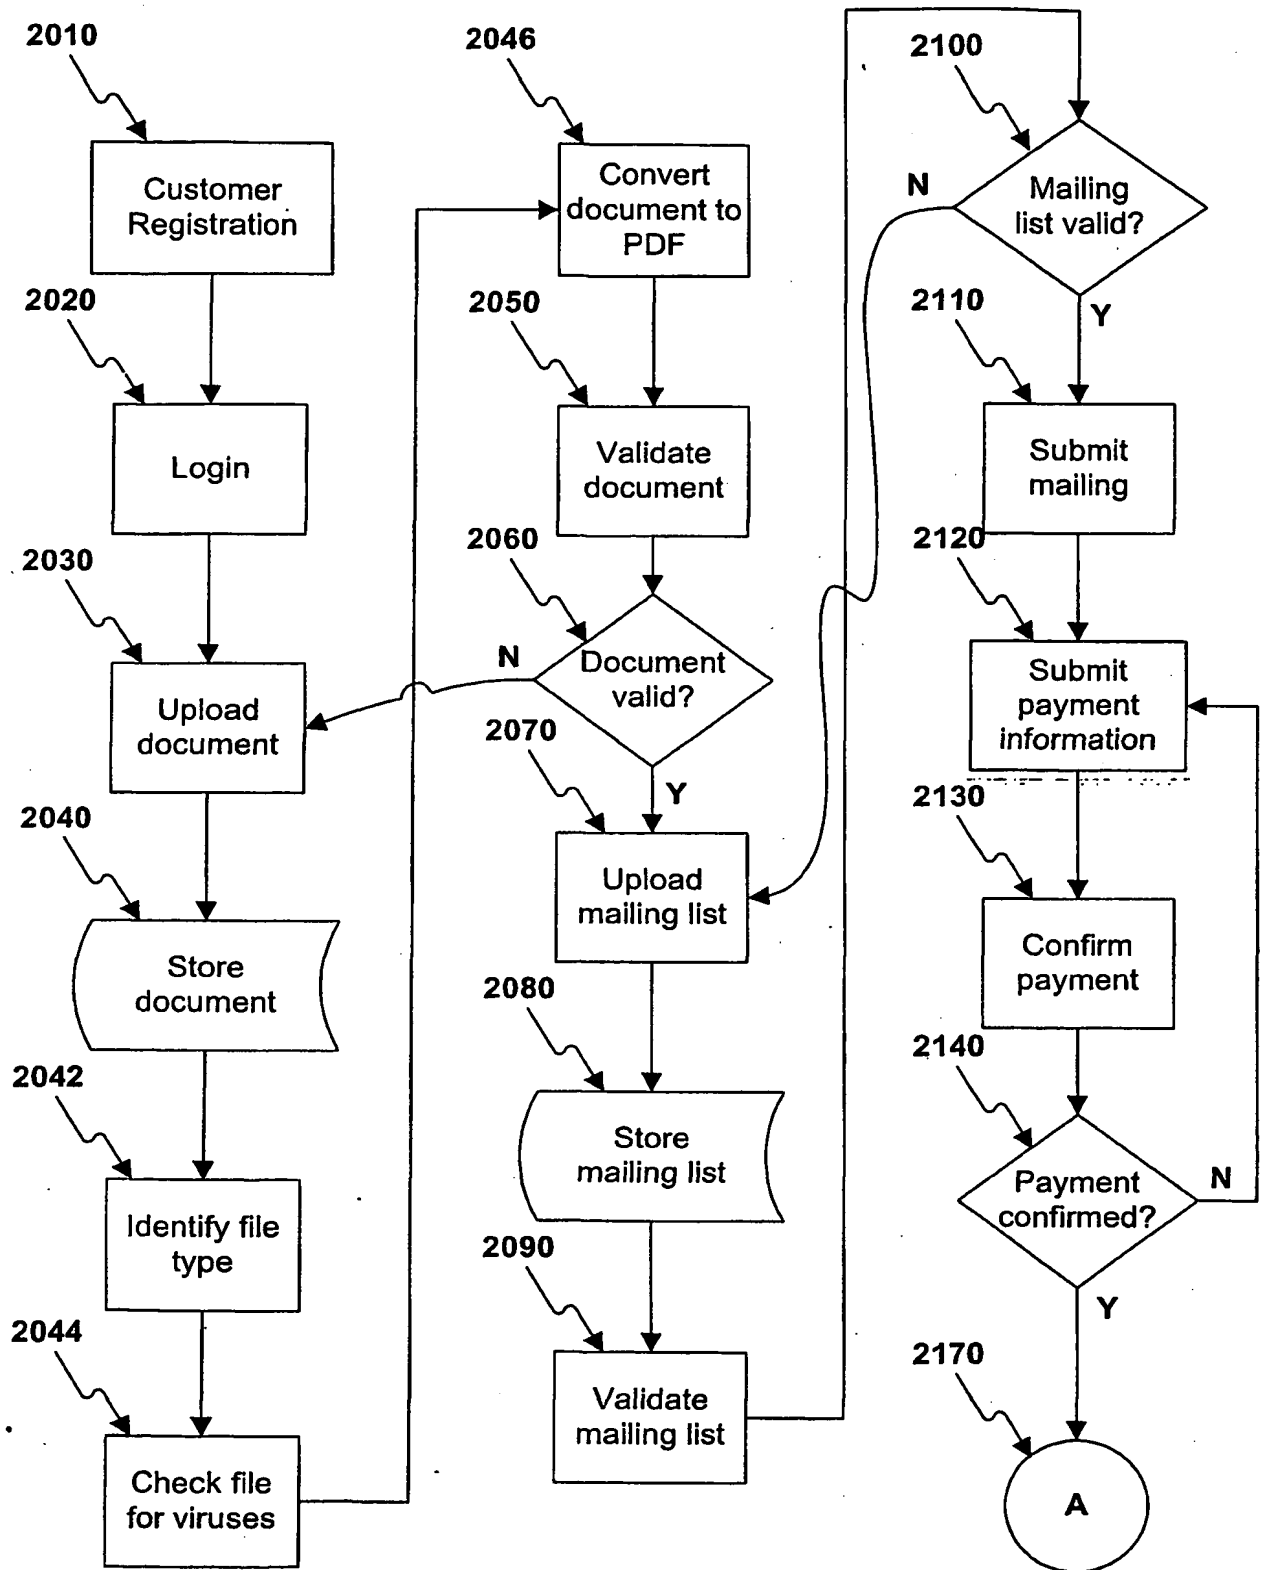 2010
Customer
Registration
2020
Login
2030
Upload
document
2040
Store
document
2042
Identify file
type
2044
Check file
for viruses
2046
Convert
document to
PDF
2050
Validate
document
2060
Document
valid?
N
Y
2070
Upload
mailing list
2080
Store
mailing list
2090
Validate
mailing list
2100
Mailing
list valid?
N
Y
2110
Submit
mailing
2120
Submit
payment
information
2130
Confirm
payment
2140
Payment
confirmed?
N
Y
2170
A